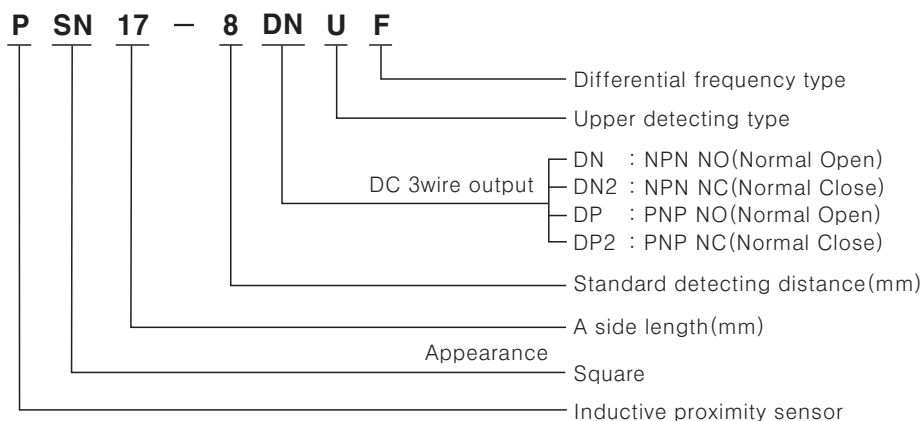 P SN 17 - 8 DN U F
Differential frequency type
Upper detecting type
DC 3wire output
DN : NPN NO(Normal Open)
DN2 : NPN NC(Normal Close)
DP : PNP NO(Normal Open)
DP2 : PNP NC(Normal Close)
Standard detecting distance(mm)
A side length(mm)
Appearance
Square
Inductive proximity sensor